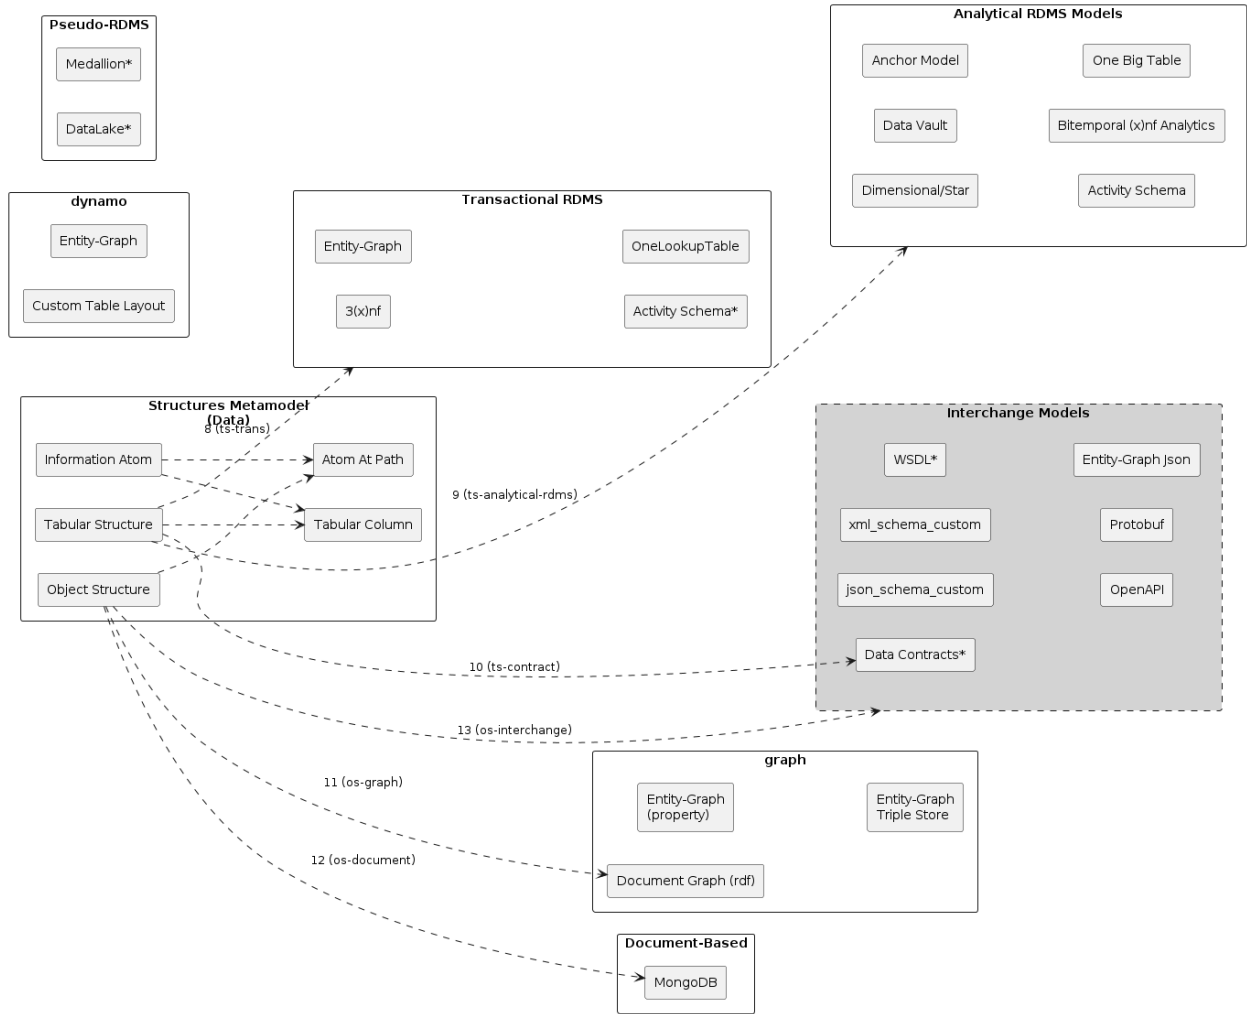 Pseudo-RDMS
Medallion*
DataLake*
dynamo
Entity-Graph
Custom Table Layout
Transactional RDMS
Entity-Graph
OneLookupTable
3(x)nf
Activity Schema*
Analytical RDMS Models
Anchor Model
One Big Table
Data Vault
Bitemporal (x)nf Analytics
Dimensional/Star
Activity Schema
Structures Metamodel
(Data)
8 (ts-trans)
Information Atom
Atom At Path
Tabular Structure
Tabular Column
Object Structure
9 (ts-analytical-rdms)
Interchange Models
WSDL*
Entity-Graph Json
xml_schema_custom
Protobuf
json_schema_custom
OpenAPI
Data Contracts*
10 (ts-contract)
13 (os-interchange)
11 (os-graph)
12 (os-document)
graph
Entity-Graph
(property)
Entity-Graph
Triple Store
Document Graph (rdf)
Document-Based
MongoDB